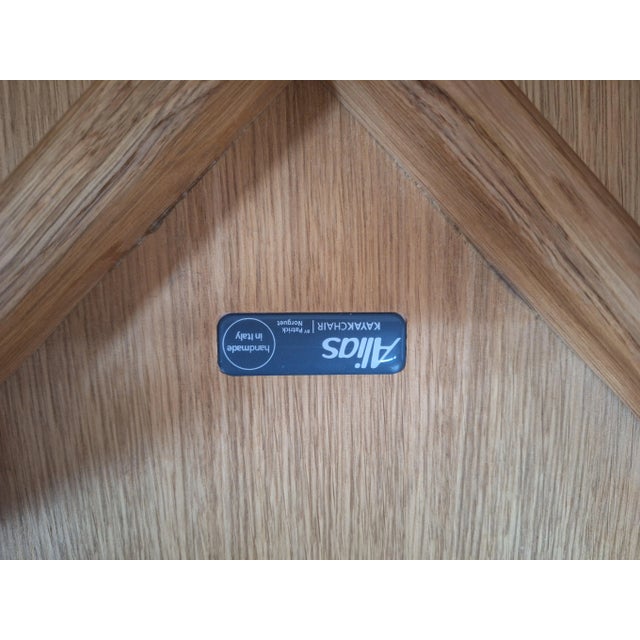 Alias
KAYAKCHAIR
BY Patrick
Norguet
handmade
in Italy